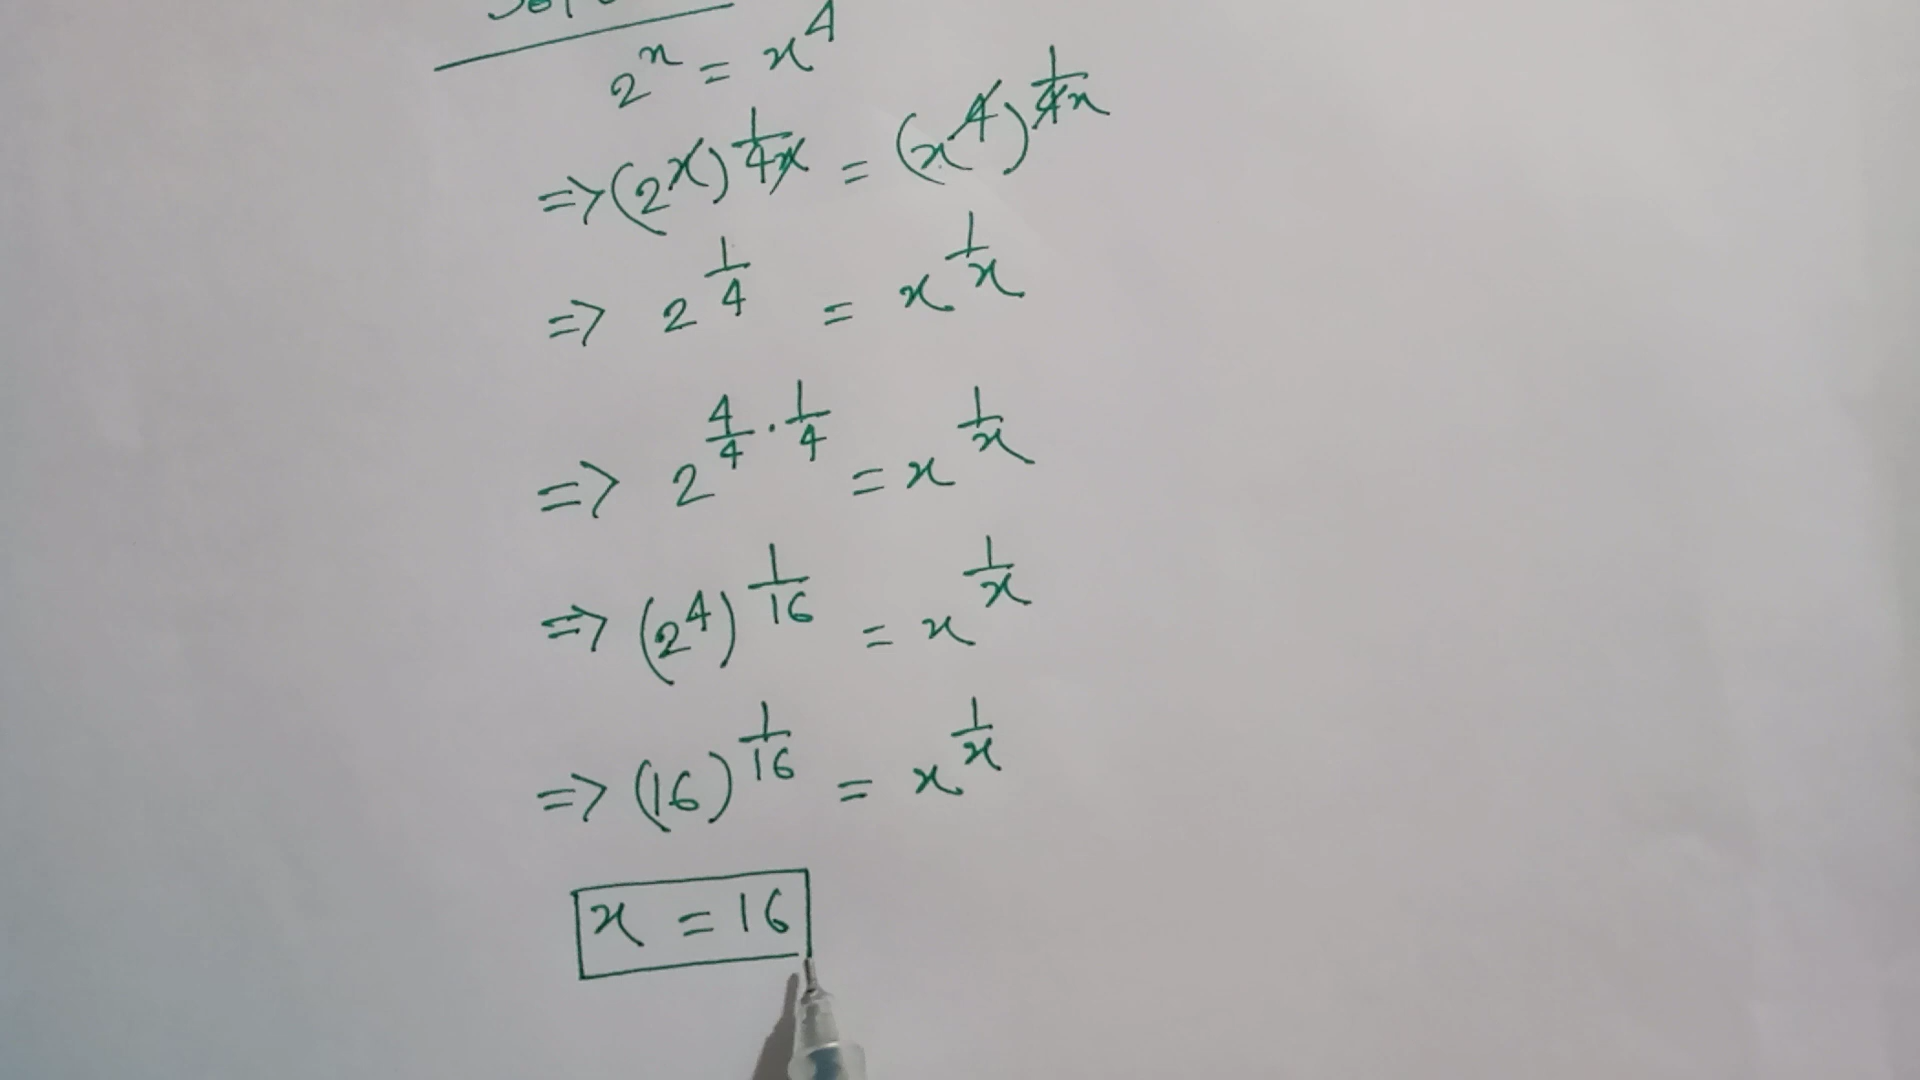 2^x = x^4
=> (2^x)^(1/4x) = (x^4)^(1/4x)
=> 2^(1/4) = x^(1/x)
=> 2^(4/4 · 1/4) = x^(1/x)
=> (2^4)^(1/16) = x^(1/x)
=> (16)^(1/16) = x^(1/x)
x = 16